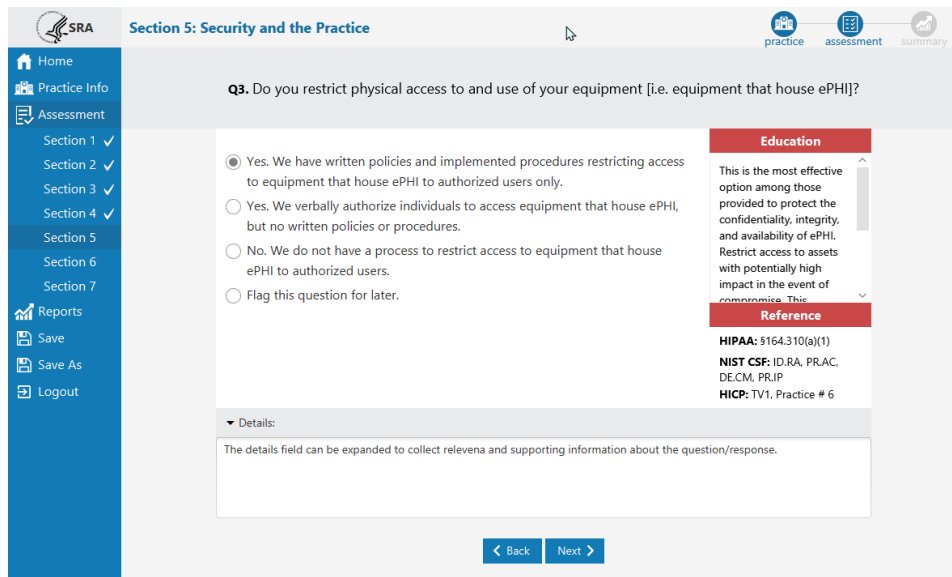 SRA
Section 5: Security and the Practice
practice
assessment
summary
Home
Practice Info
Assessment
Section 1
Section 2
Section 3
Section 4
Section 5
Section 6
Section 7
Reports
Save
Save As
Logout
Q3. Do you restrict physical access to and use of your equipment [i.e. equipment that house ePHI]?
Yes. We have written policies and implemented procedures restricting access
to equipment that house ePHI to authorized users only.
Yes. We verbally authorize individuals to access equipment that house ePHI,
but no written policies or procedures.
No. We do not have a process to restrict access to equipment that house
ePHI to authorized users.
Flag this question for later.
Education
This is the most effective
option among those
provided to protect the
confidentiality, integrity,
and availability of ePHI.
Restrict access to assets
with potentially high
impact in the event of
compromise. This
Reference
HIPAA: §164.310(a)(1)
NIST CSF: ID.RA, PR.AC,
DE.CM, PR.IP
HICP: TV1, Practice # 6
Details:
The details field can be expanded to collect relevena and supporting information about the question/response.
Back
Next